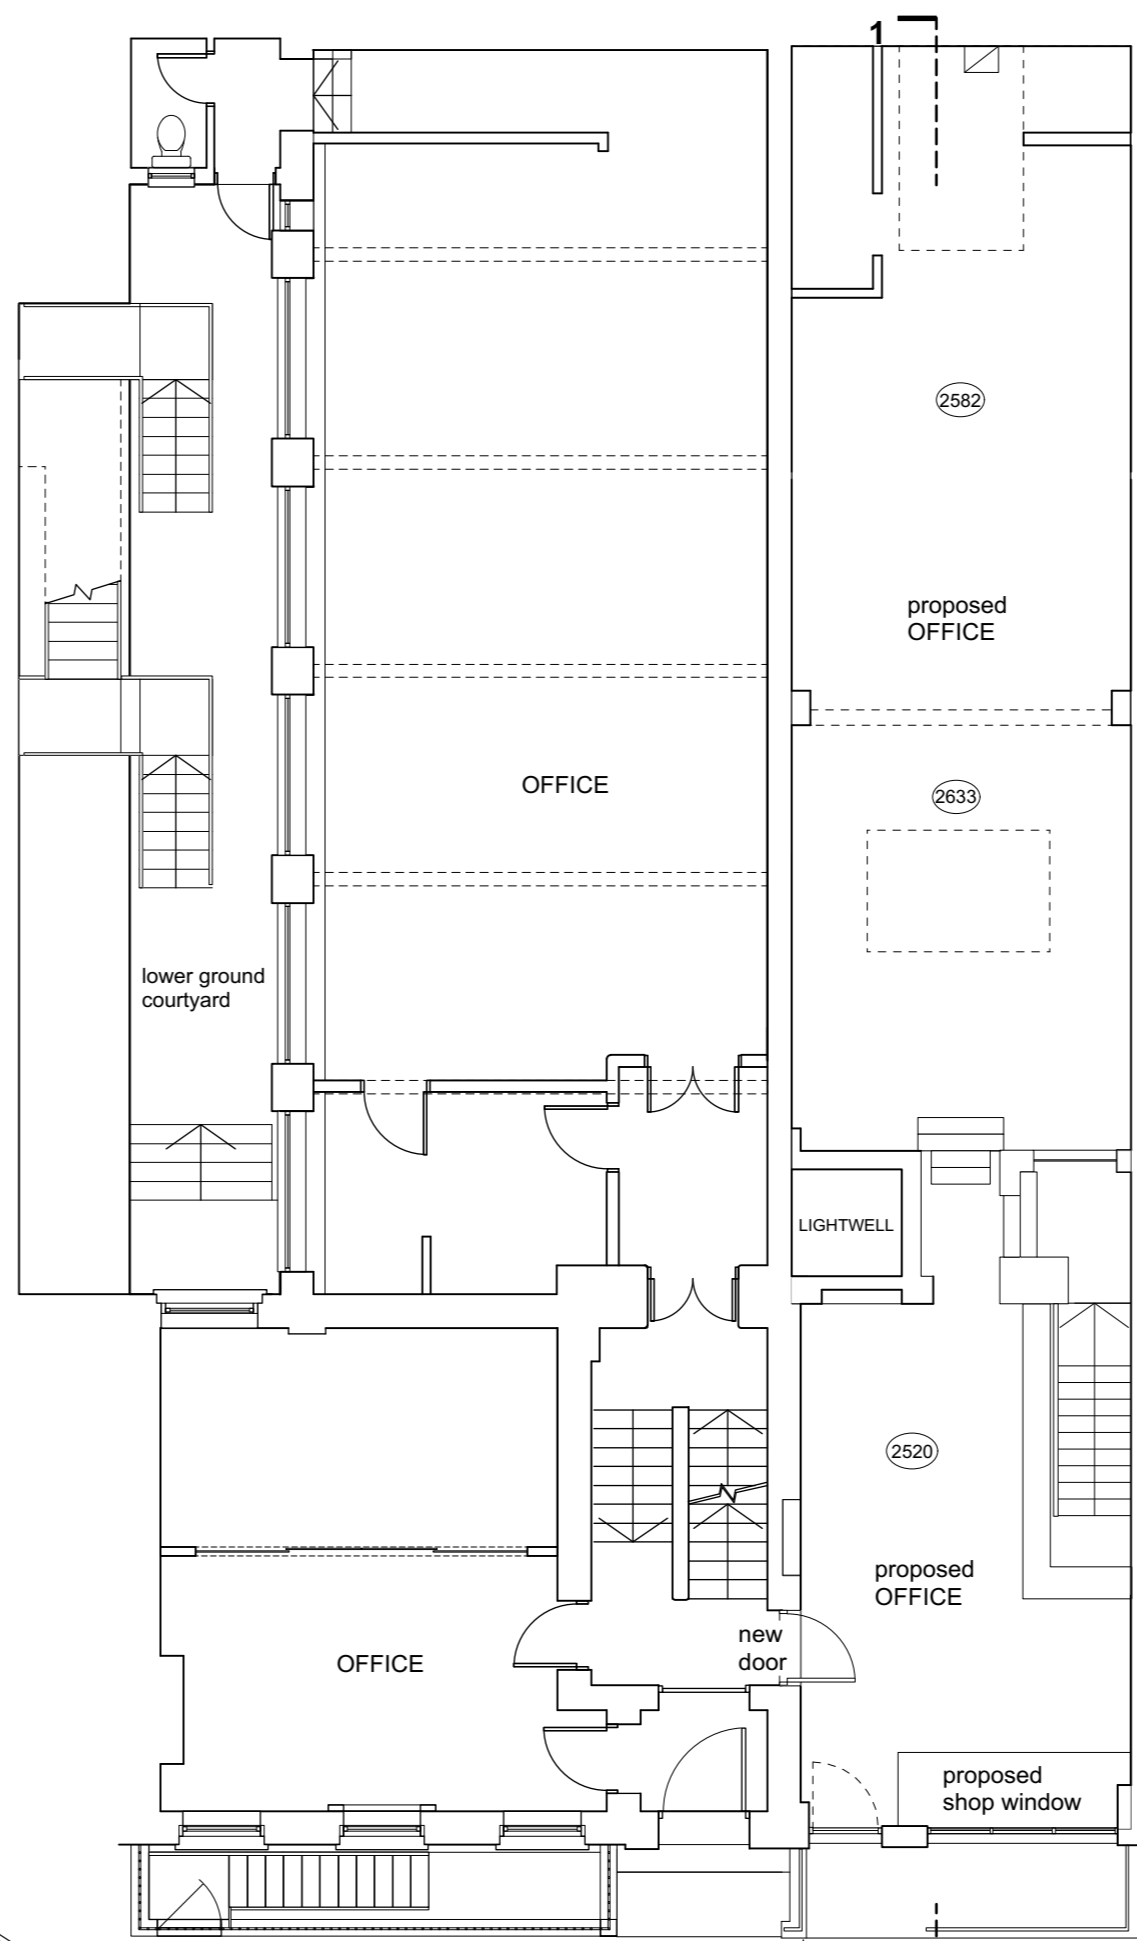 1
2582
proposed
OFFICE
OFFICE
2633
lower ground
courtyard
LIGHTWELL
2520
proposed
OFFICE
new
door
OFFICE
proposed
shop window